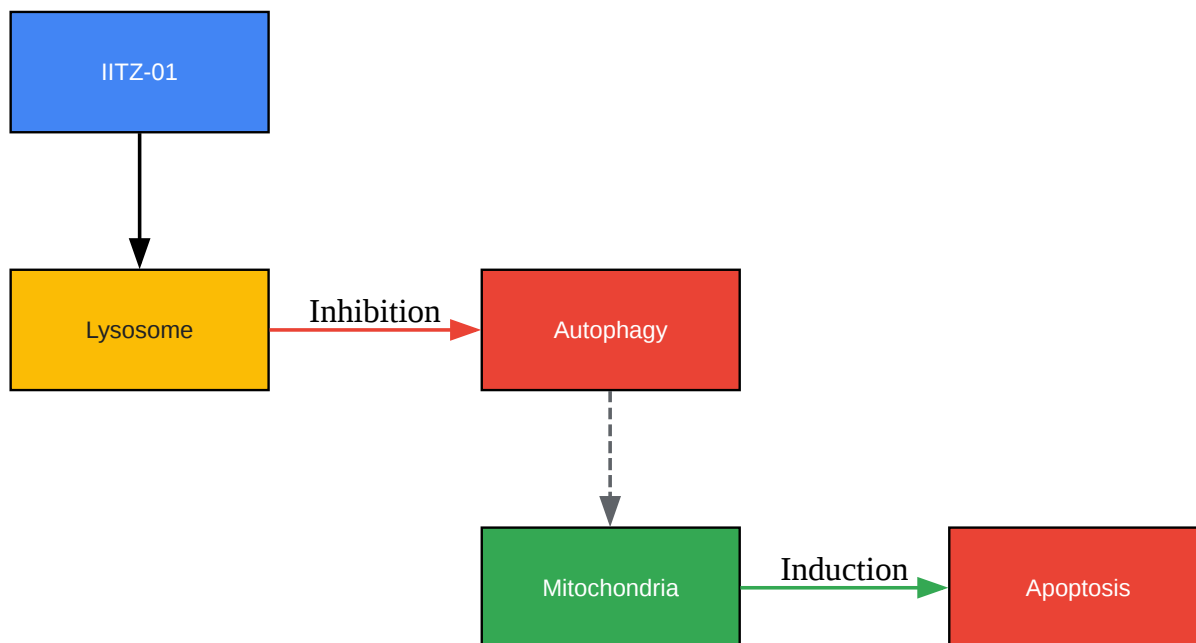 IITZ-01
Lysosome
Inhibition
Autophagy
Mitochondria
Induction
Apoptosis